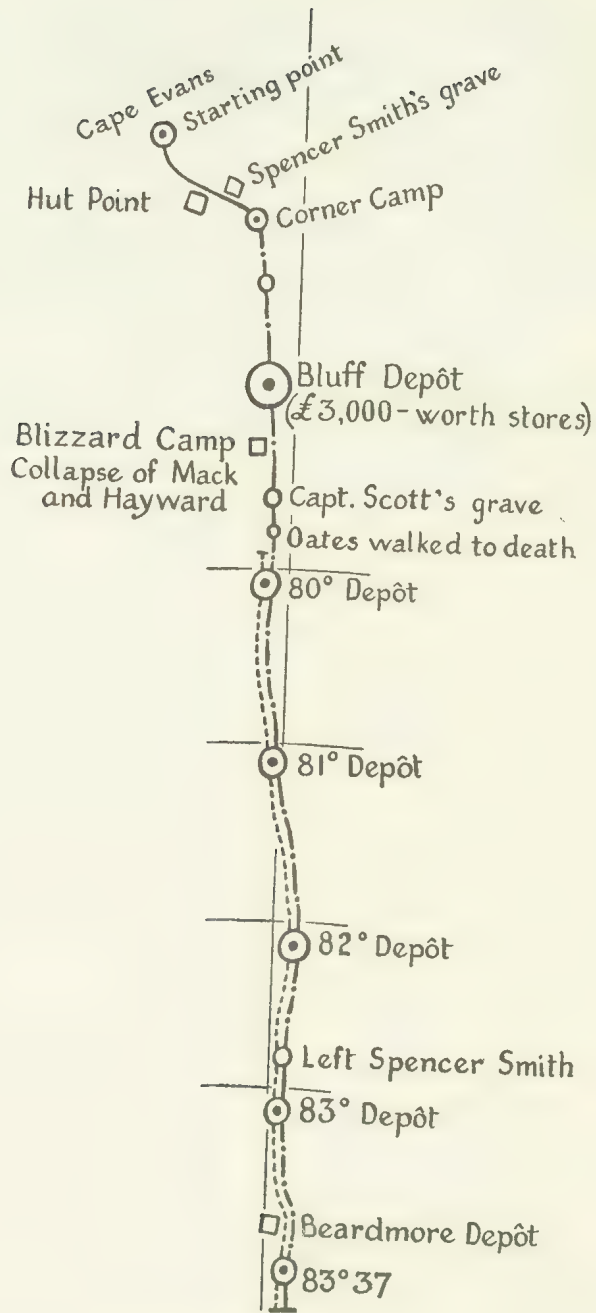 Cape Evans
Starting point
Spencer Smith's grave
Hut Point
Corner Camp
Bluff Depôt
(£3,000-worth stores)
Blizzard Camp
Collapse of Mack
and Hayward
Capt. Scott's grave
Oates walked to death
80° Depôt
81° Depôt
82° Depôt
Left Spencer Smith
83° Depôt
Beardmore Depôt
83°37